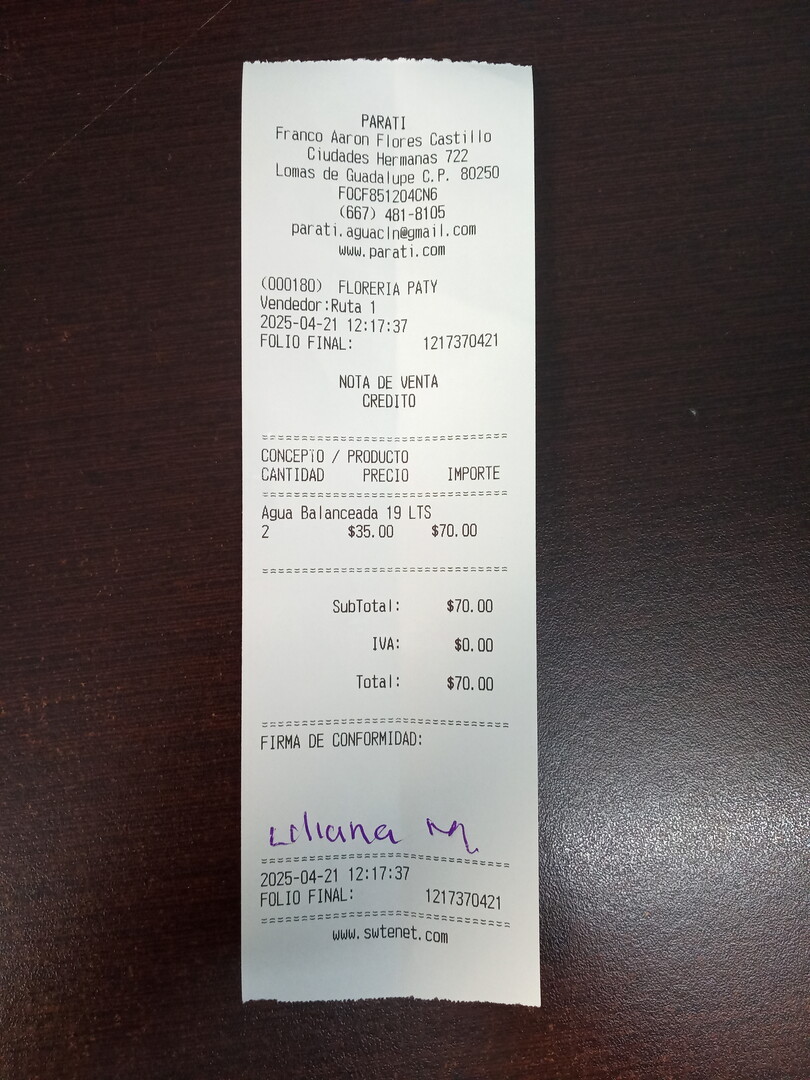 PARATI
Franco Aaron Flores Castillo
Ciudades Hermanas 722
Lomas de Guadalupe C.P. 80250
FOCF851204CN6
(667) 481-8105
parati.aguacln@gmail.com
www.parati.com
(000180) FLORERIA PATY
Vendedor:Ruta 1
2025-04-21 12:17:37
FOLIO FINAL: 1217370421
NOTA DE VENTA
CREDITO
===================================
CONCEPTO / PRODUCTO
CANTIDAD PRECIO IMPORTE
===================================
Agua Balanceada 19 LTS
2 $35.00 $70.00
===================================
SubTotal: $70.00
IVA: $0.00
Total: $70.00
===================================
FIRMA DE CONFORMIDAD:
Liliana M
===================================
2025-04-21 12:17:37
FOLIO FINAL: 1217370421
===================================
www.swtenet.com